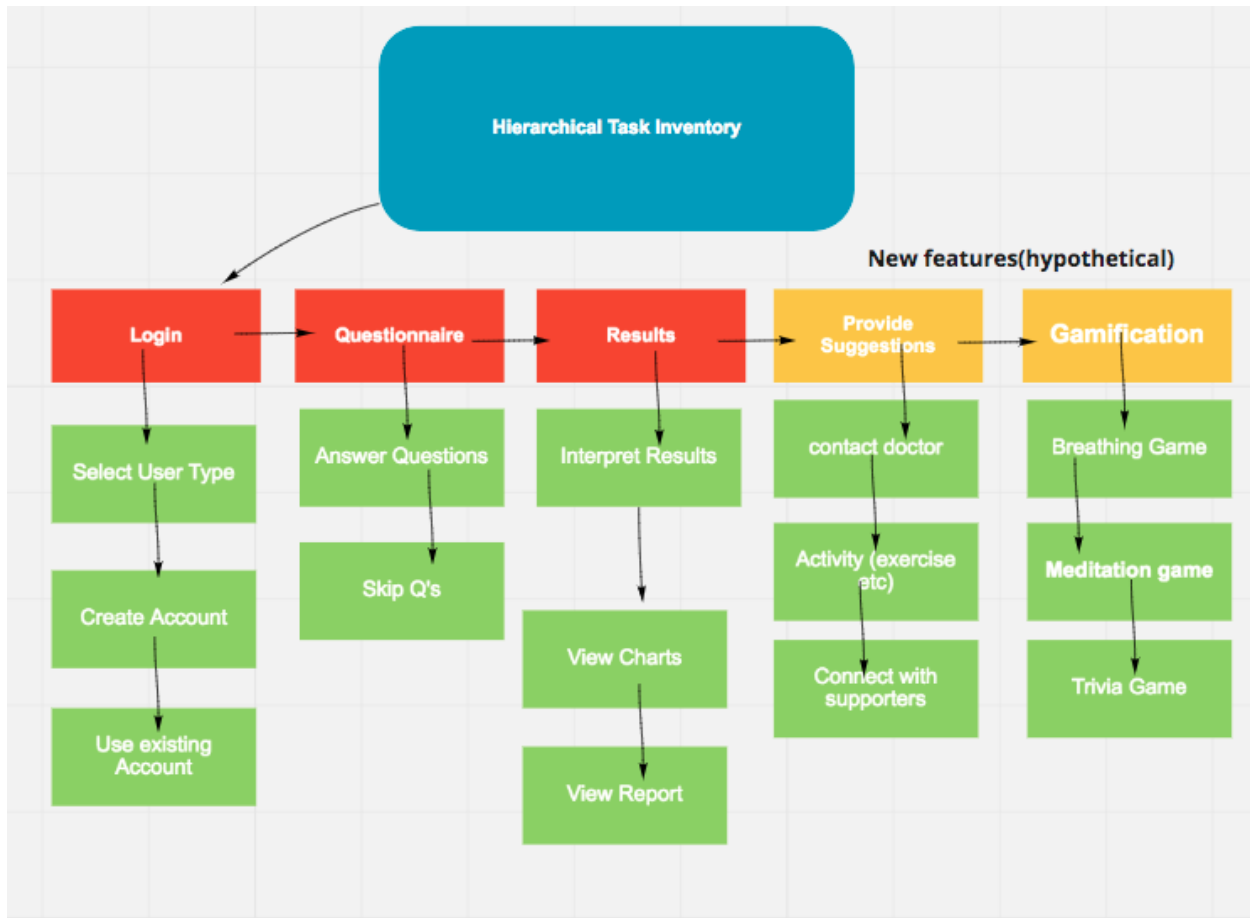 Hierarchical Task Inventory
New features(hypothetical)
LogIn
Questionnaire
Results
Provide
Suggestions
Gamification
Select User Type
Create Account
Use existing
Account
Answer Questions
Skip Q's
Interpret Results
View Charts
View Report
contact doctor
Activity (exercise
etc)
Connect with
supporters
Breathing Game
Meditation game
Trivia Game